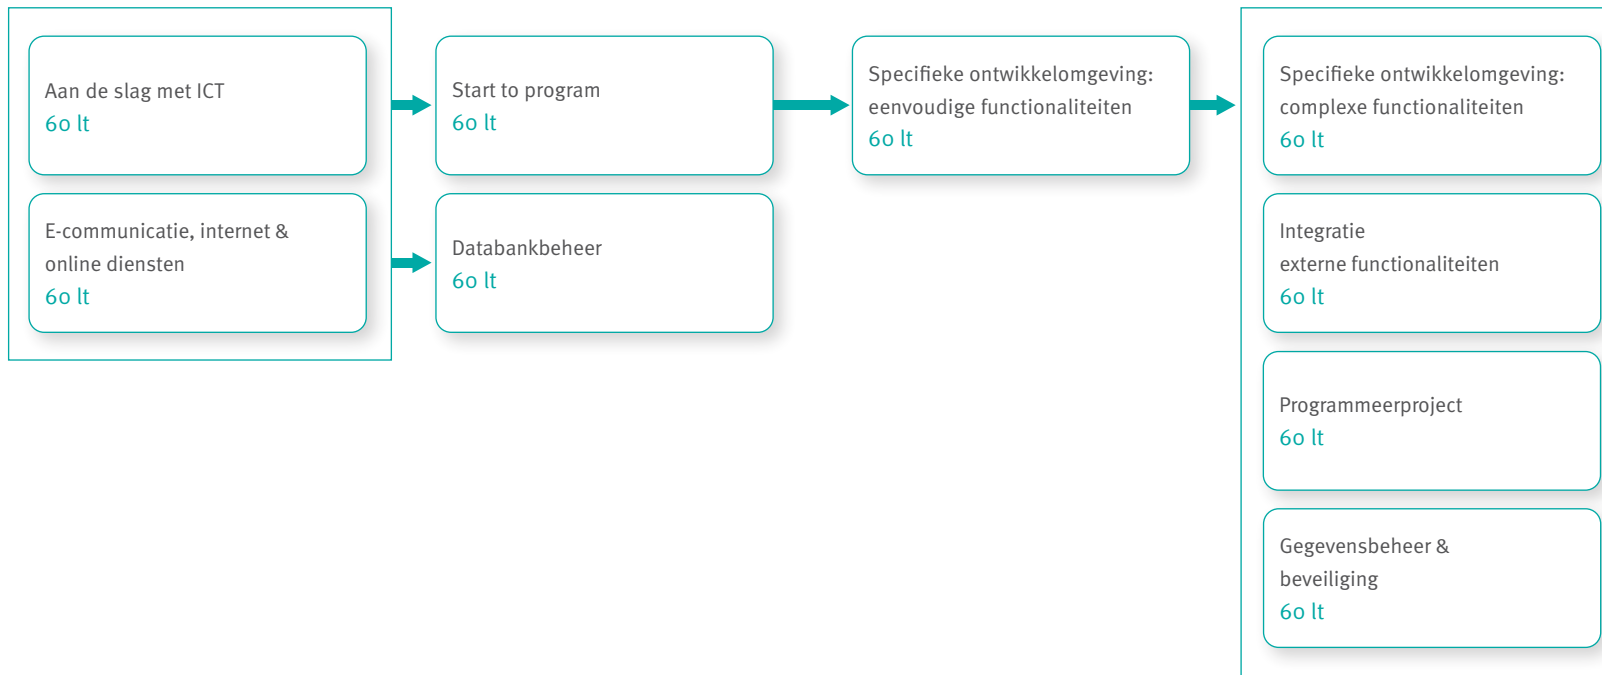 Aan de slag met ICT
60 lt
E-communicatie, internet &
online diensten
60 lt
Start to program
60 lt
Databankbeheer
60 lt
Specifieke ontwikkelomgeving:
eenvoudige functionaliteiten
60 lt
Specifieke ontwikkelomgeving:
complexe functionaliteiten
60 lt
Integratie
externe functionaliteiten
60 lt
Programmeerproject
60 lt
Gegevensbeheer &
beveiliging
60 lt